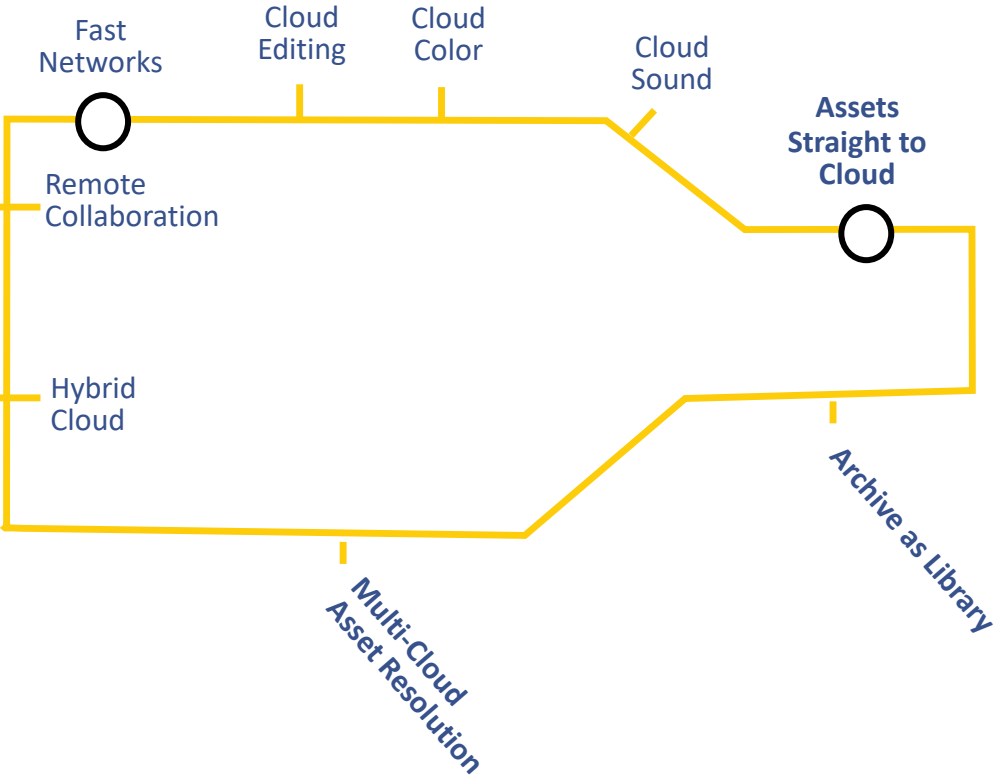 Fast
Networks
Cloud
Editing
Cloud
Color
Cloud
Sound
Assets
Straight to
Cloud
Remote
Collaboration
Hybrid
Cloud
Archive as Library
Multi-Cloud
Asset Resolution